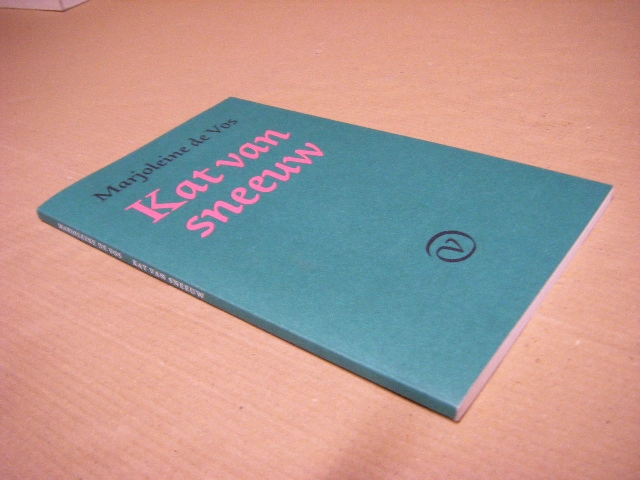 Marjoleine de Vos
Kat van
sneeuw
V
MARJOLEINE DE VOS KAT VAN SNEEUW